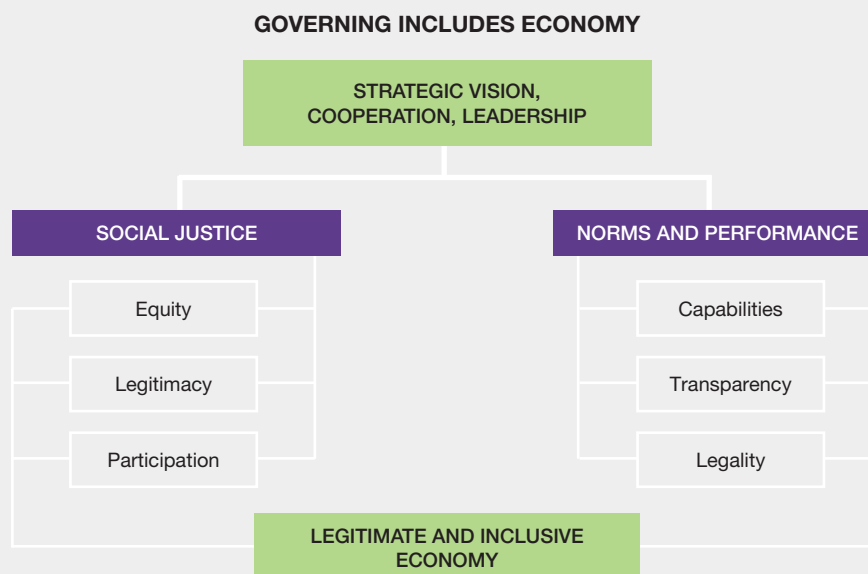 GOVERNING INCLUDES ECONOMY
STRATEGIC VISION,
COOPERATION, LEADERSHIP
SOCIAL JUSTICE
Equity
Legitimacy
Participation
NORMS AND PERFORMANCE
Capabilities
Transparency
Legality
LEGITIMATE AND INCLUSIVE
ECONOMY